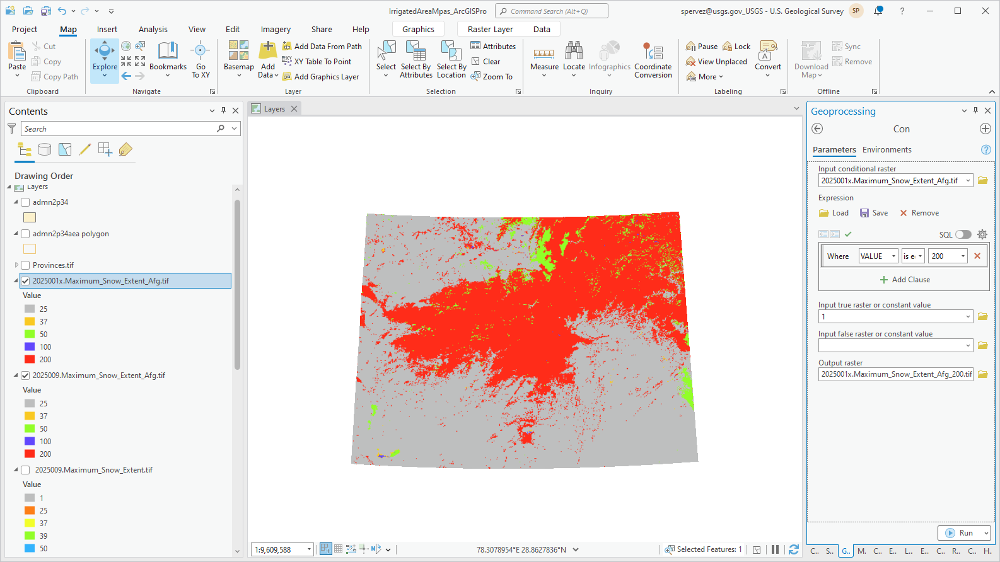 IrrigatedAreaMpas_ArcGISPro
Command Search (Alt+Q)
spervez@usgs.gov_USGS - U.S. Geological Survey
SP
?
Project
Map
Insert
Analysis
View
Edit
Imagery
Share
Help
Graphics
Raster Layer
Data
Paste
Cut
Copy
Copy Path
Clipboard
Explore
Bookmarks
Go
To XY
Navigate
Basemap
Add
Data
Add Data From Path
XY Table To Point
Add Graphics Layer
Layer
Select
Select By
Attributes
Select By
Location
Attributes
Clear
Zoom To
Selection
Measure
Locate
Infographics
Coordinate
Conversion
Inquiry
Pause
Lock
View Unplaced
More
Convert
Labeling
Download
Map
Sync
Remove
Offline
Contents
Search
Drawing Order
Layers
admn2p34
admn2p34aea polygon
Provinces.tif
2025001x.Maximum_Snow_Extent_Afg.tif
Value
25
37
50
100
200
2025009.Maximum_Snow_Extent_Afg.tif
Value
25
37
50
100
200
2025009.Maximum_Snow_Extent.tif
Value
1
25
37
39
50
Layers
1:9,609,588
78.3078954°E 28.8627836°N
Selected Features: 1
Geoprocessing
Con
Parameters
Environments
?
Input conditional raster
2025001x.Maximum_Snow_Extent_Afg.tif
Expression
Load
Save
Remove
SQL
Where
VALUE
is e
200
Add Clause
Input true raster or constant value
1
Input false raster or constant value
Output raster
2025001x.Maximum_Snow_Extent_Afg_200.tif
Run
C..
S..
G..
M..
C..
E..
L..
E..
C..
R..
C..
H.